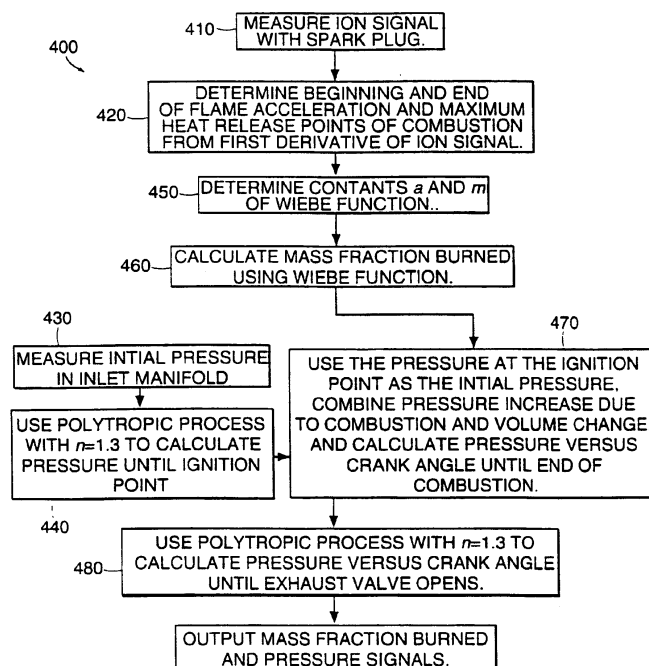 400
410
MEASURE ION SIGNAL
WITH SPARK PLUG.
420
DETERMINE BEGINNING AND END
OF FLAME ACCELERATION AND MAXIMUM
HEAT RELEASE POINTS OF COMBUSTION
FROM FIRST DERIVATIVE OF ION SIGNAL.
450
DETERMINE CONTANTS a AND m
OF WIEBE FUNCTION..
460
CALCULATE MASS FRACTION BURNED
USING WIEBE FUNCTION.
430
MEASURE INTIAL PRESSURE
IN INLET MANIFOLD
USE POLYTROPIC PROCESS
WITH n=1.3 TO CALCULATE
PRESSURE UNTIL IGNITION
POINT
440
470
USE THE PRESSURE AT THE IGNITION
POINT AS THE INTIAL PRESSURE,
COMBINE PRESSURE INCREASE DUE
TO COMBUSTION AND VOLUME CHANGE
AND CALCULATE PRESSURE VERSUS
CRANK ANGLE UNTIL END OF
COMBUSTION.
480
USE POLYTROPIC PROCESS WITH n=1.3 TO
CALCULATE PRESSURE VERSUS CRANK ANGLE
UNTIL EXHAUST VALVE OPENS.
OUTPUT MASS FRACTION BURNED
AND PRESSURE SIGNALS.